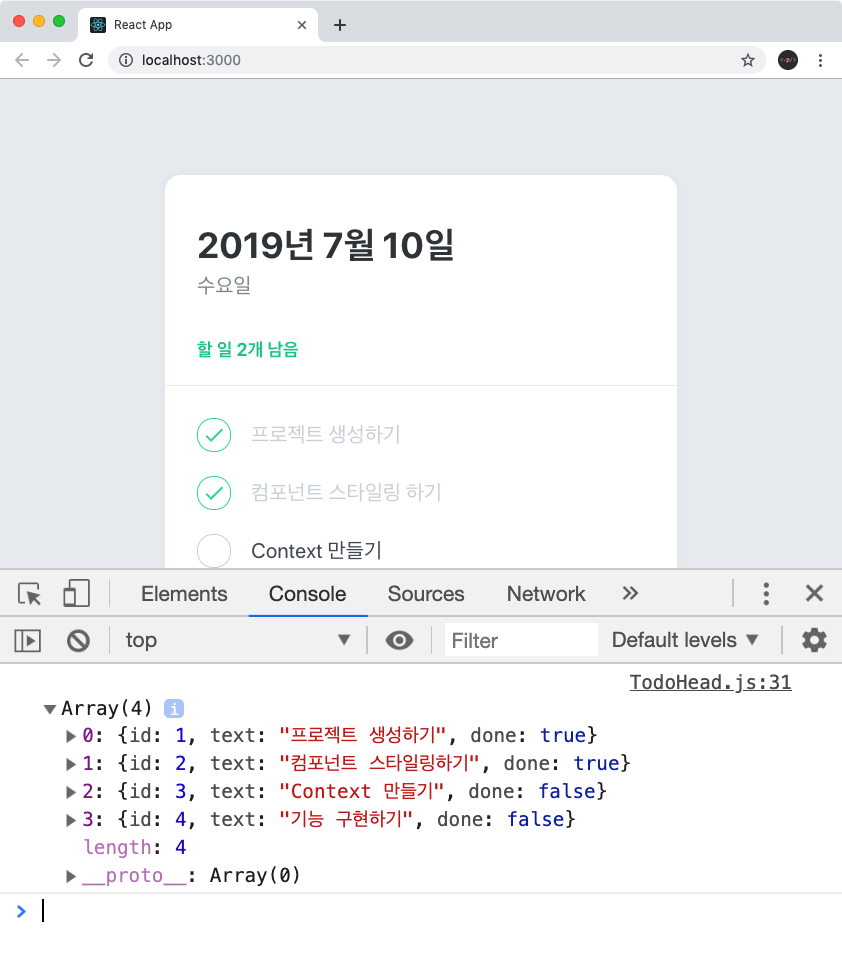 React App
localhost:3000
2019년 7월 10일
수요일
할 일 2개 남음
프로젝트 생성하기
컴포넌트 스타일링 하기
Context 만들기
Elements Console Sources Network »
top Filter Default levels
TodoHead.js:31
Array(4) i
0: {id: 1, text: "프로젝트 생성하기", done: true}
1: {id: 2, text: "컴포넌트 스타일링하기", done: true}
2: {id: 3, text: "Context 만들기", done: false}
3: {id: 4, text: "기능 구현하기", done: false}
length: 4
__proto__: Array(0)